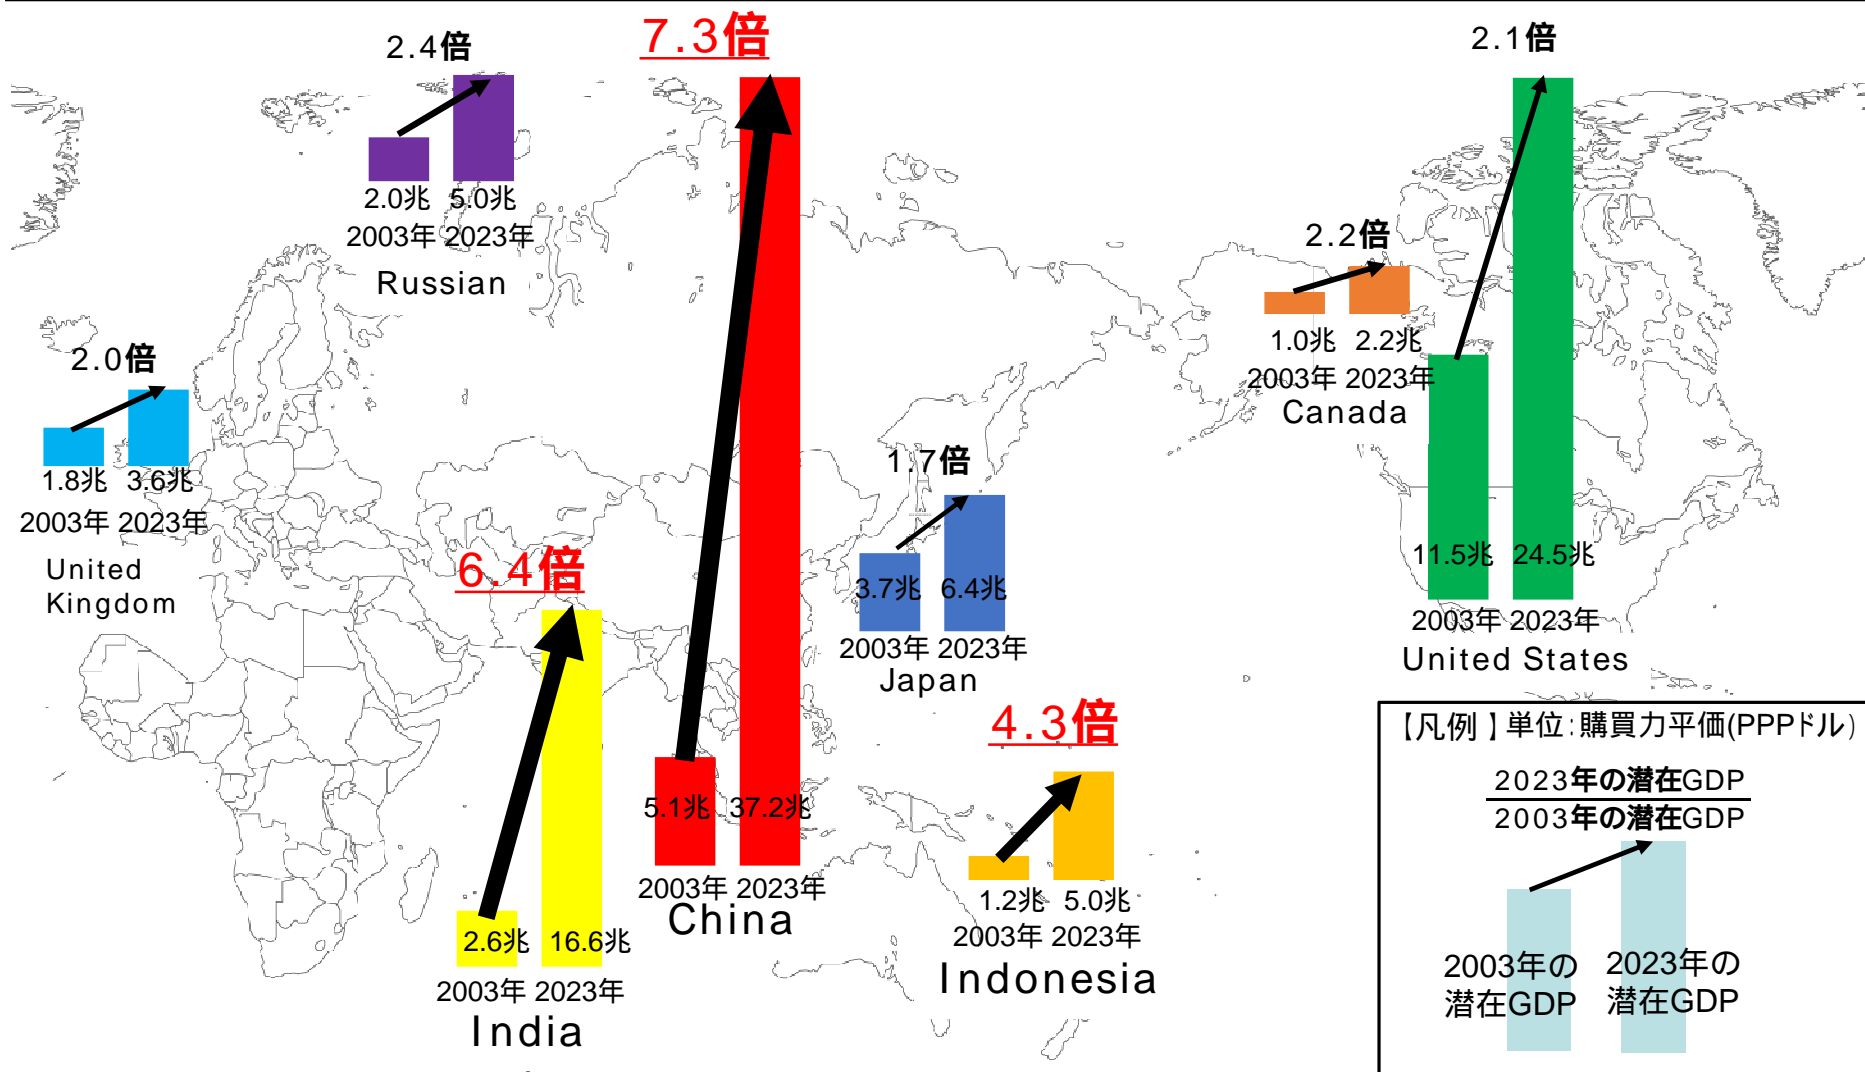 2.4倍
2.0兆 5.0兆
2003年 2023年
Russian
7.3倍
5.1兆 37.2兆
2003年 2023年
China
2.1倍
11.5兆 24.5兆
2003年 2023年
United States
2.2倍
1.0兆 2.2兆
2003年 2023年
Canada
2.0倍
1.8兆 3.6兆
2003年 2023年
United
Kingdom
1.7倍
3.7兆 6.4兆
2003年 2023年
Japan
6.4倍
2.6兆 16.6兆
2003年 2023年
India
4.3倍
1.2兆 5.0兆
2003年 2023年
Indonesia
【凡例】単位:購買力平価(PPPドル)
2023年の潜在GDP
2003年の潜在GDP
2003年の
潜在GDP
2023年の
潜在GDP